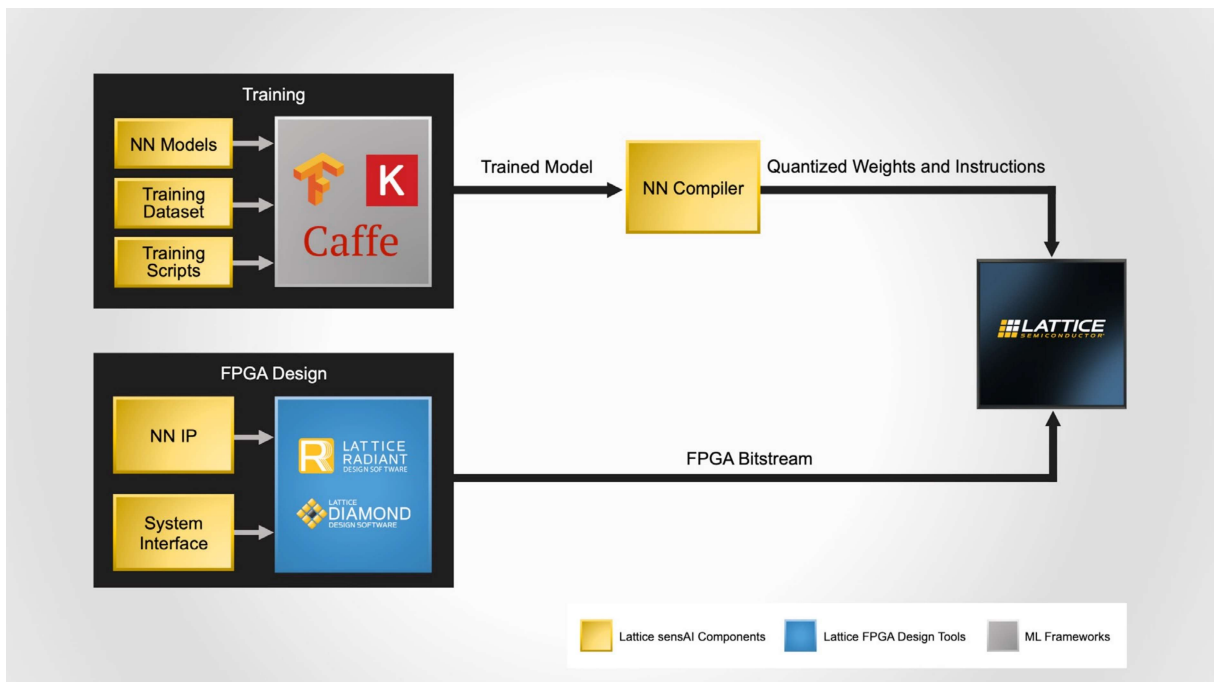 Training
NN Models
Training
Dataset
Training
Scripts
K
Caffe
Trained Model
NN Compiler
Quantized Weights and Instructions
LATTICE
SEMICONDUCTOR
FPGA Design
NN IP
System
Interface
R
LATTICE
RADIANT
DESIGN SOFTWARE
LATTICE
DIAMOND
DESIGN SOFTWARE
FPGA Bitstream
Lattice sensAI Components
Lattice FPGA Design Tools
ML Frameworks